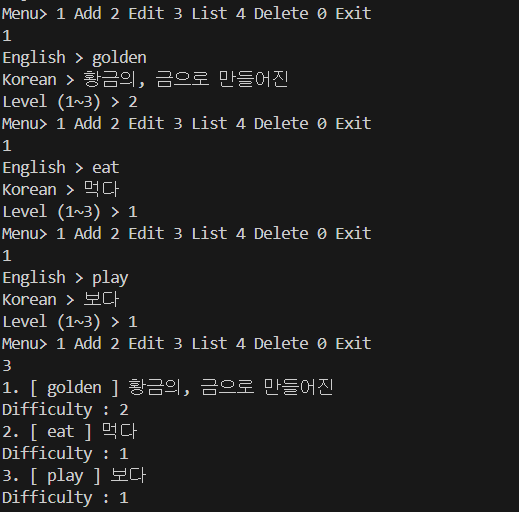 Menu> 1 Add 2 Edit 3 List 4 Delete 0 Exit
1
English > golden
Korean > 황금의, 금으로 만들어진
Level (1~3) > 2
Menu> 1 Add 2 Edit 3 List 4 Delete 0 Exit
1
English > eat
Korean > 먹다
Level (1~3) > 1
Menu> 1 Add 2 Edit 3 List 4 Delete 0 Exit
1
English > play
Korean > 보다
Level (1~3) > 1
Menu> 1 Add 2 Edit 3 List 4 Delete 0 Exit
3
1. [ golden ] 황금의, 금으로 만들어진
Difficulty : 2
2. [ eat ] 먹다
Difficulty : 1
3. [ play ] 보다
Difficulty : 1